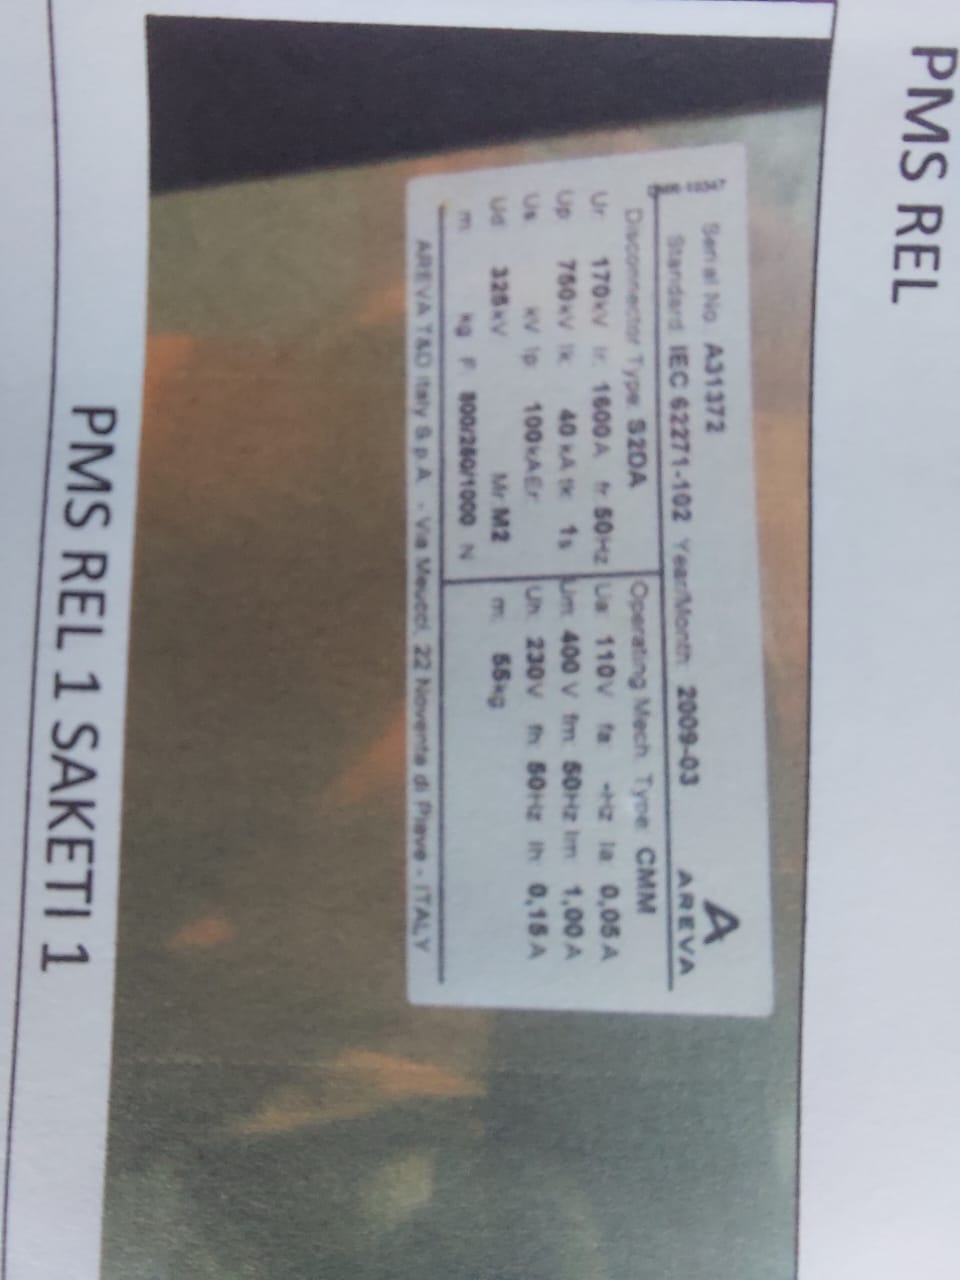 PMS REL
Serial No. A31372
AREVA
Standard IEC 62271-102 Year/Month: 2009-03
Disconnector Type: S2DA
Ur: 170kV Ir: 1600A fr: 50Hz
Up: 750kV Ik: 40kA tk: 1s
Us: kV Ip: 100kA Er:
Ud: 325kV Mr: M2
m: kg F: 800/250/1000 N
Operating Mech. Type: CMM
Ua: 110V fa: -Hz Ia: 0,05A
Um: 400V fm: 50Hz Im: 1,00A
Uh: 230V fh: 50Hz Ih: 0,15A
m: 55kg
AREVA T&D Italy S.p.A. - Via Meucci, 22 Noventa di Piave - ITALY
PMS REL 1 SAKETI 1